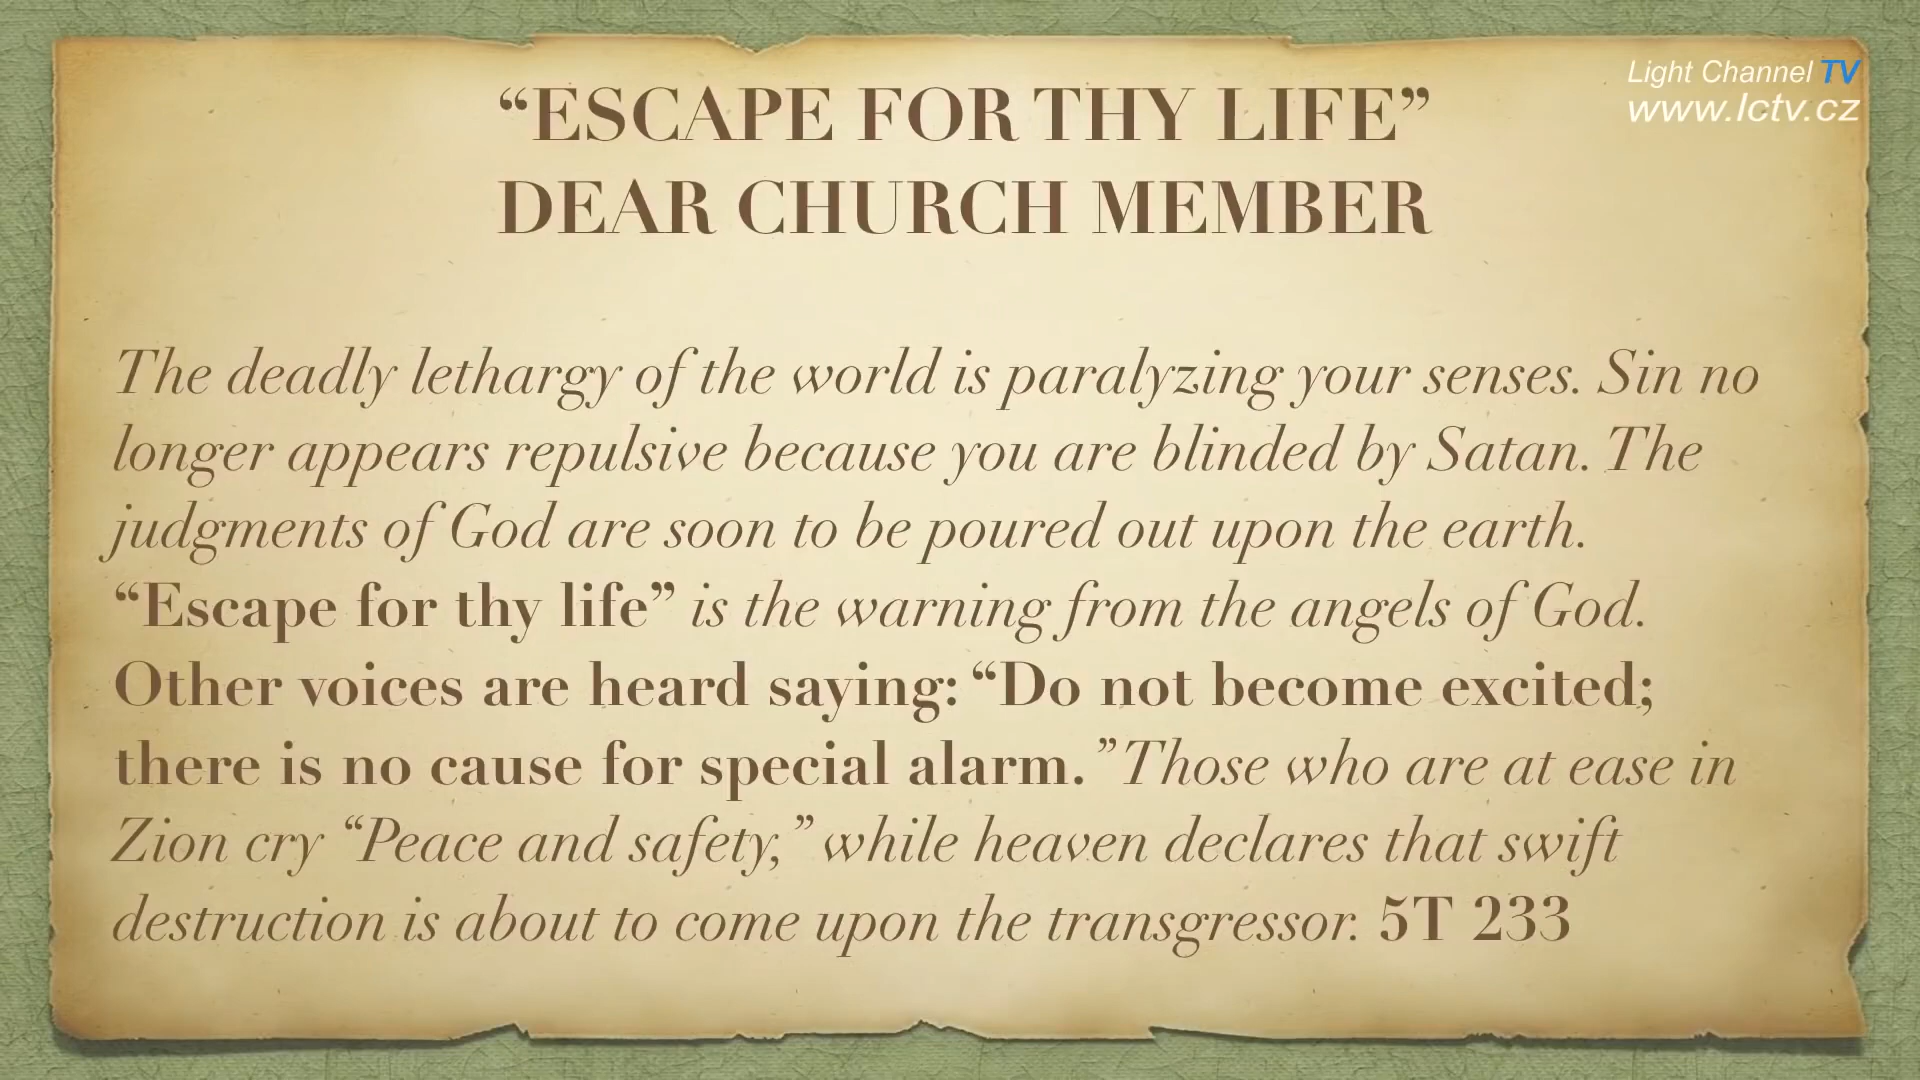 Light Channel TV
www.lctv.cz
“ESCAPE FOR THY LIFE”
DEAR CHURCH MEMBER
The deadly lethargy of the world is paralyzing your senses. Sin no
longer appears repulsive because you are blinded by Satan. The
judgments of God are soon to be poured out upon the earth.
“Escape for thy life” is the warning from the angels of God.
Other voices are heard saying: “Do not become excited;
there is no cause for special alarm.” Those who are at ease in
Zion cry “Peace and safety,” while heaven declares that swift
destruction is about to come upon the transgressor. 5T 233